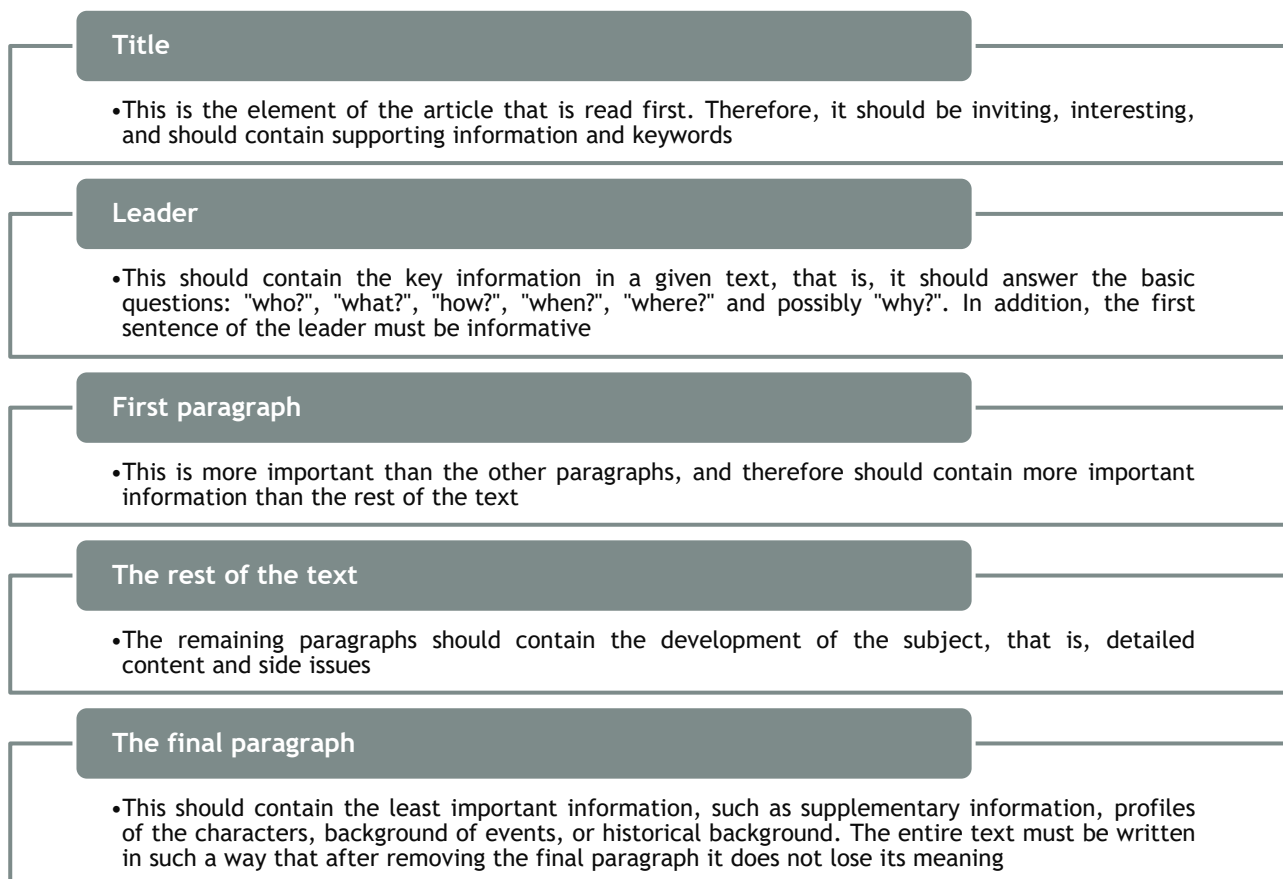 Title
•This is the element of the article that is read first. Therefore, it should be inviting, interesting,
and should contain supporting information and keywords
Leader
•This should contain the key information in a given text, that is, it should answer the basic
questions: "who?", "what?", "how?", "when?", "where?" and possibly "why?". In addition, the first
sentence of the leader must be informative
First paragraph
•This is more important than the other paragraphs, and therefore should contain more important
information than the rest of the text
The rest of the text
•The remaining paragraphs should contain the development of the subject, that is, detailed
content and side issues
The final paragraph
•This should contain the least important information, such as supplementary information, profiles
of the characters, background of events, or historical background. The entire text must be written
in such a way that after removing the final paragraph it does not lose its meaning